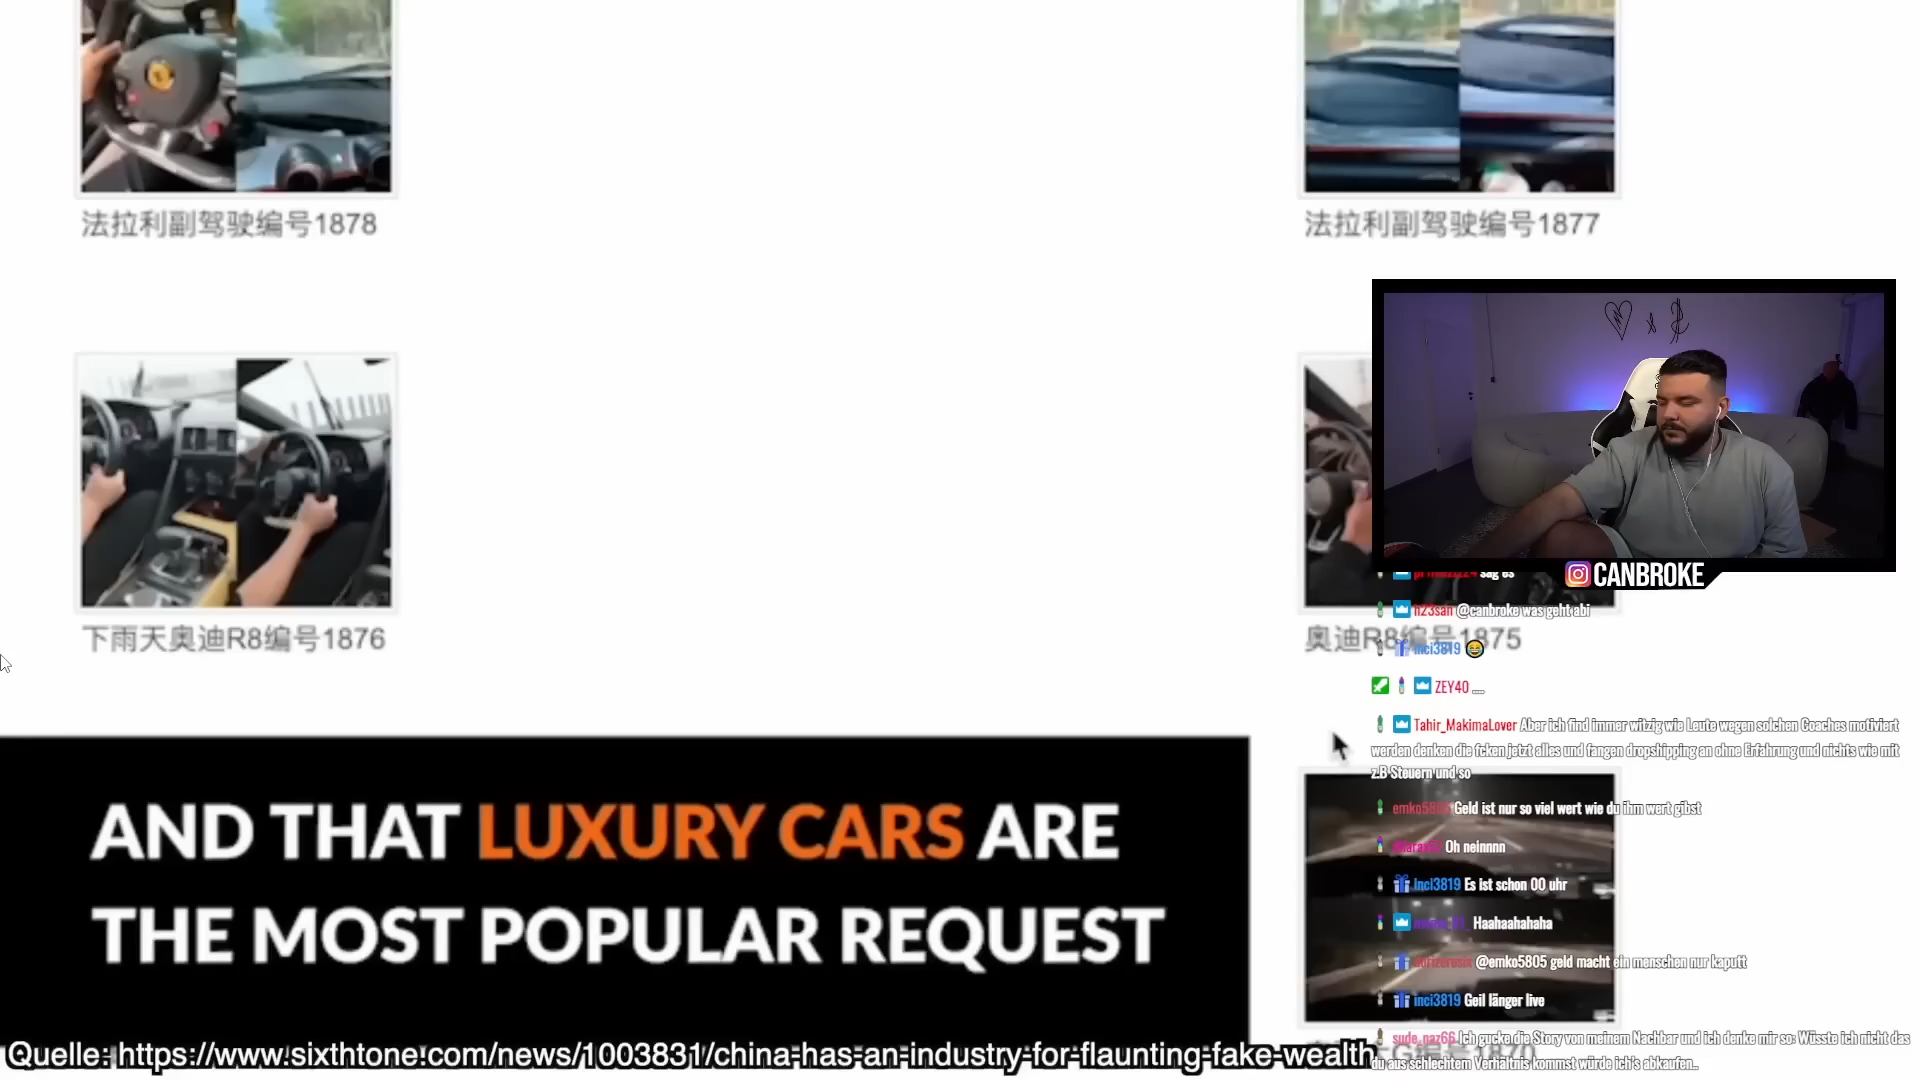 法拉利副驾驶编号1878
法拉利副驾驶编号1877
下雨天奥迪R8编号1876
奥迪R8编号1875
AND THAT LUXURY CARS ARE
THE MOST POPULAR REQUEST
Quelle: https://www.sixthtone.com/news/1003831/china-has-an-industry-for-flaunting-fake-wealth
CANBROKE
sag es
h23san @canbroke was geht abi
inci3819
ZEY40 ....
Tahir_MakimaLover Aber ich find immer witzig wie Leute wegen solchen Coaches motiviert
werden denken die fcken jetzt alles und fangen dropshipping an ohne Erfahrung und nichts wie mit
z.B Steuern und so
emko5805 Geld ist nur so viel wert wie du ihm wert gibst
Oh neinnnn
inci3819 Es ist schon 00 uhr
Haahaahahaha
@emko5805 geld macht ein menschen nur kaputt
inci3819 Geil länger live
sude_naz66 Ich gucke die Story von meinem Nachbar und ich denke mir so: Wüsste ich nicht das
du aus schlechtem Verhältnis kommst würde ich's abkaufen..